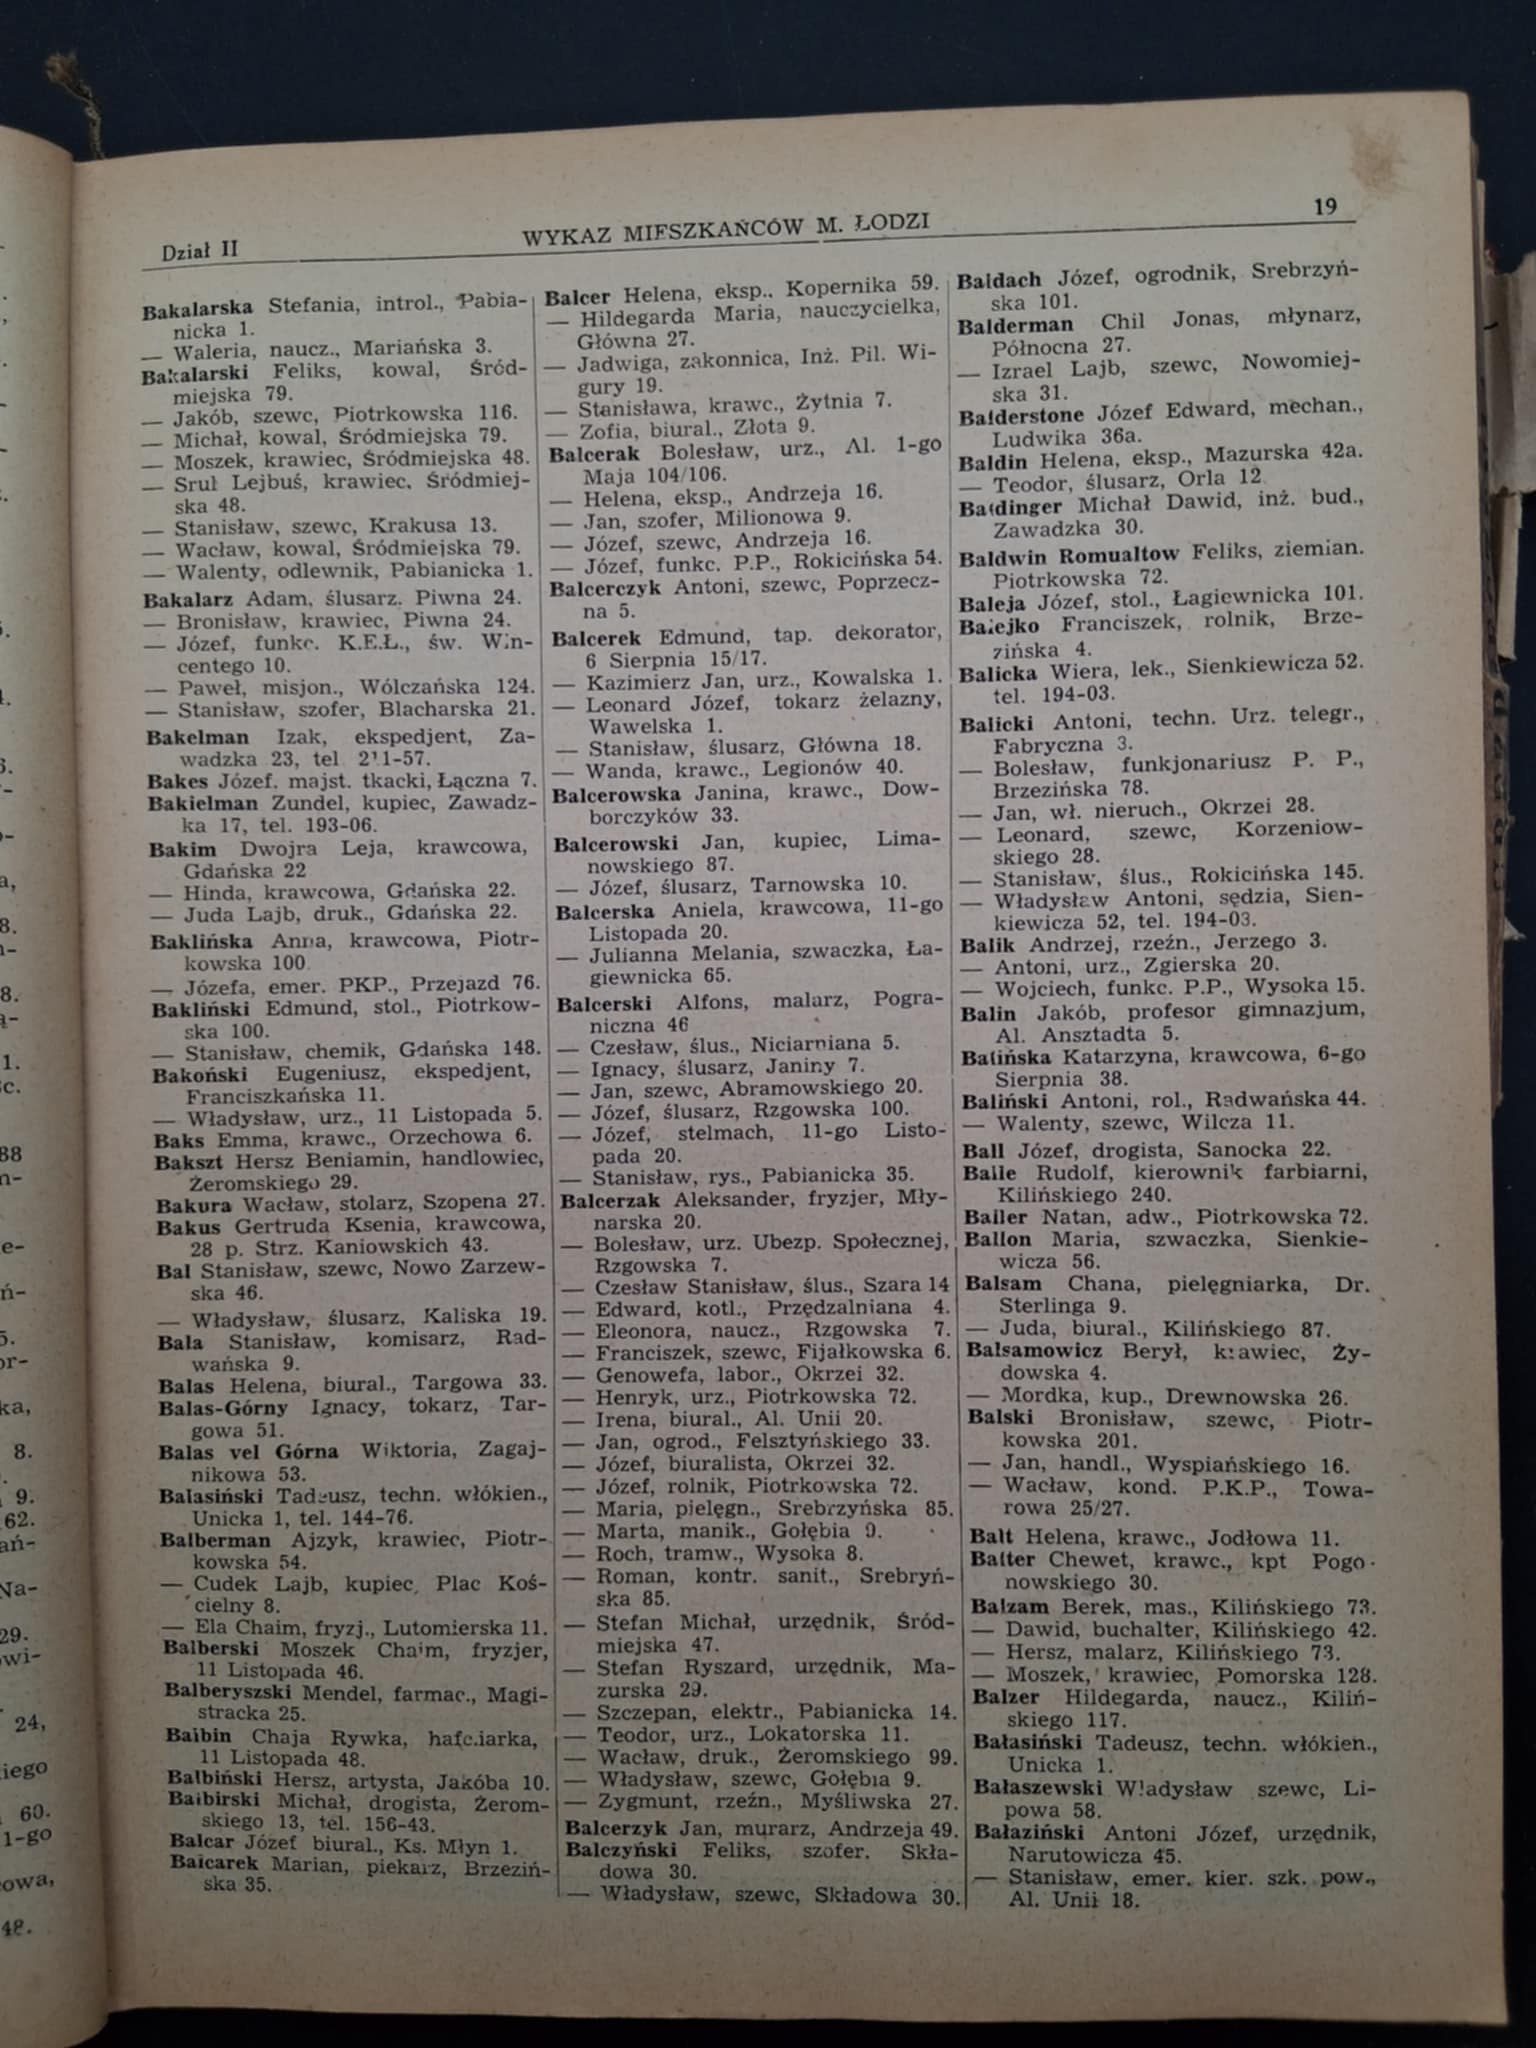 Dział II
WYKAZ MIESZKAŃCÓW M. ŁODZI
19
Bakalarska Stefania, introl., Pabia-
nicka 1.
— Waleria, naucz., Mariańska 3.
Bakalarski Feliks, kowal, Śród-
miejska 79.
— Jakób, szewc, Piotrkowska 116.
— Michał, kowal, Śródmiejska 79.
— Moszek, krawiec, Śródmiejska 48.
— Srul Lejbuś, krawiec, Śródmiej-
ska 48.
— Stanisław, szewc, Krakusa 13.
— Wacław, kowal, Śródmiejska 79.
— Walenty, odlewnik, Pabianicka 1.
Bakalarz Adam, ślusarz, Piwna 24.
— Bronisław, krawiec, Piwna 24.
— Józef, funkc. K.E.Ł., św. Win-
centego 10.
— Paweł, misjon., Wólczańska 124.
— Stanisław, szofer, Blacharska 21.
Bakelman Izak, ekspedjent, Za-
wadzka 23, tel 211-57.
Bakes Józef, majst. tkacki, Łączna 7.
Bakielman Zundel, kupiec, Zawadz-
ka 17, tel. 193-06.
Bakim Dwojra Leja, krawcowa,
Gdańska 22
— Hinda, krawcowa, Gdańska 22.
— Juda Lajb, druk., Gdańska 22.
Baklińska Anna, krawcowa, Piotr-
kowska 100.
— Józefa, emer. PKP., Przejazd 76.
Bakliński Edmund, stol., Piotrkow-
ska 100.
— Stanisław, chemik, Gdańska 148.
Bakoński Eugeniusz, ekspedjent,
Franciszkańska 11.
— Władysław, urz., 11 Listopada 5.
Baks Emma, krawc., Orzechowa 6.
Bakszt Hersz Beniamin, handlowiec,
Żeromskiego 29.
Bakura Wacław, stolarz, Szopena 27.
Bakus Gertruda Ksenia, krawcowa,
28 p. Strz. Kaniowskich 43.
Bal Stanisław, szewc, Nowo Zarzew-
ska 46.
— Władysław, ślusarz, Kaliska 19.
Bala Stanisław, komisarz, Rad-
wańska 9.
Balas Helena, biural., Targowa 33.
Balas-Górny Ignacy, tokarz, Tar-
gowa 51.
Balas vel Górna Wiktoria, Zagaj-
nikowa 53.
Balasiński Tadeusz, techn. włókien.,
Unicka 1, tel. 144-76.
Balberman Ajzyk, krawiec, Piotr-
kowska 54.
— Cudek Lajb, kupiec, Plac Koś-
cielny 8.
— Ela Chaim, fryzj., Lutomierska 11.
Balberski Moszek Chaim, fryzjer,
11 Listopada 46.
Balberyszski Mendel, farmac., Magi-
stracka 25.
Balbin Chaja Rywka, hafciarka,
11 Listopada 48.
Balbiński Hersz, artysta, Jakóba 10.
Balbirski Michał, drogista, Żerom-
skiego 13, tel. 156-43.
Balcar Józef biural., Ks. Młyn 1.
Balcarek Marian, piekarz, Brzeziń-
ska 35.
Balcer Helena, eksp., Kopernika 59.
— Hildegarda Maria, nauczycielka,
Główna 27.
— Jadwiga, zakonnica, Inż. Pil. Wi-
gury 19.
— Stanisława, krawc., Żytnia 7.
— Zofia, biural., Złota 9.
Balcerak Bolesław, urz., Al. 1-go
Maja 104/106.
— Helena, eksp., Andrzeja 16.
— Jan, szofer, Milionowa 9.
— Józef, szewc, Andrzeja 16.
— Józef, funkc. P.P., Rokicińska 54.
Balcerczyk Antoni, szewc, Poprzecz-
na 5.
Balcerek Edmund, tap. dekorator,
6 Sierpnia 15/17.
— Kazimierz Jan, urz., Kowalska 1.
— Leonard Józef, tokarz żelazny,
Wawelska 1.
— Stanisław, ślusarz, Główna 18.
— Wanda, krawc., Legionów 40.
Balcerowska Janina, krawc., Dow-
borczyków 33.
Balcerowski Jan, kupiec, Lima-
nowskiego 87.
— Józef, ślusarz, Tarnowska 10.
Balcerska Aniela, krawcowa, 11-go
Listopada 20.
— Julianna Melania, szwaczka, Ła-
giewnicka 65.
Balcerski Alfons, malarz, Pogra-
niczna 46
— Czesław, ślus., Niciarniana 5.
— Ignacy, ślusarz, Janiny 7.
— Jan, szewc, Abramowskiego 20.
— Józef, ślusarz, Rzgowska 100.
— Józef, stelmach, 11-go Listo-
pada 20.
— Stanisław, rys., Pabianicka 35.
Balcerzak Aleksander, fryzjer, Mły-
narska 20.
— Bolesław, urz. Ubezp. Społecznej,
Rzgowska 7.
— Czesław Stanisław, ślus., Szara 14
— Edward, kotl., Przędzalniana 4.
— Eleonora, naucz., Rzgowska 7.
— Franciszek, szewc, Fijałkowska 6.
— Genowefa, labor., Okrzei 32.
— Henryk, urz., Piotrkowska 72.
— Irena, biural., Al. Unii 20.
— Jan, ogrod., Felsztyńskiego 33.
— Józef, biuralista, Okrzei 32.
— Józef, rolnik, Piotrkowska 72.
— Maria, pielęgn., Srebrzyńska 85.
— Marta, manik., Gołębia 9.
— Roch, tramw., Wysoka 8.
— Roman, kontr. sanit., Srebryń-
ska 85.
— Stefan Michał, urzędnik, Śród-
miejska 47.
— Stefan Ryszard, urzędnik, Ma-
zurska 29.
— Szczepan, elektr., Pabianicka 14.
— Teodor, urz., Lokatorska 11.
— Wacław, druk., Żeromskiego 99.
— Władysław, szewc, Gołębia 9.
— Zygmunt, rzeźn., Myśliwska 27.
Balcerzyk Jan, murarz, Andrzeja 49.
Balczyński Feliks, szofer, Skła-
dowa 30.
— Władysław, szewc, Składowa 30.
Baldach Józef, ogrodnik, Srebrzyń-
ska 101.
Balderman Chil Jonas, młynarz,
Północna 27.
— Izrael Lajb, szewc, Nowomiej-
ska 31.
Balderstone Józef Edward, mechan.,
Ludwika 36a.
Baldin Helena, eksp., Mazurska 42a.
— Teodor, ślusarz, Orla 12
Baldinger Michał Dawid, inż. bud.,
Zawadzka 30.
Baldwin Romualtow Feliks, ziemian.
Piotrkowska 72.
Baleja Józef, stol., Łagiewnicka 101.
Balejko Franciszek, rolnik, Brze-
zińska 4.
Balicka Wiera, lek., Sienkiewicza 52.
tel. 194-03.
Balicki Antoni, techn. Urz. telegr.,
Fabryczna 3.
— Bolesław, funkjonariusz P. P.,
Brzezińska 78.
— Jan, wł. nieruch., Okrzei 28.
— Leonard, szewc, Korzeniow-
skiego 28.
— Stanisław, ślus., Rokicińska 145.
— Władysław Antoni, sędzia, Sien-
kiewicza 52, tel. 194-03.
Balik Andrzej, rzeźn., Jerzego 3.
— Antoni, urz., Zgierska 20.
— Wojciech, funkc. P.P., Wysoka 15.
Balin Jakób, profesor gimnazjum,
Al. Ansztadta 5.
Balińska Katarzyna, krawcowa, 6-go
Sierpnia 38.
Baliński Antoni, rol., Radwańska 44.
— Walenty, szewc, Wilcza 11.
Ball Józef, drogista, Sanocka 22.
Balle Rudolf, kierownik farbiarni,
Kilińskiego 240.
Baller Natan, adw., Piotrkowska 72.
Ballon Maria, szwaczka, Sienkie-
wicza 56.
Balsam Chana, pielęgniarka, Dr.
Sterlinga 9.
— Juda, biural., Kilińskiego 87.
Balsamowicz Berył, krawiec, Ży-
dowska 4.
— Mordka, kup., Drewnowska 26.
Balski Bronisław, szewc, Piotr-
kowska 201.
— Jan, handl., Wyspiańskiego 16.
— Wacław, kond. P.K.P., Towa-
rowa 25/27.
Balt Helena, krawc., Jodłowa 11.
Balter Chewet, krawc., kpt Pogo-
nowskiego 30.
Balzam Berek, mas., Kilińskiego 73.
— Dawid, buchalter, Kilińskiego 42.
— Hersz, malarz, Kilińskiego 73.
— Moszek, krawiec, Pomorska 128.
Balzer Hildegarda, naucz., Kiliń-
skiego 117.
Bałasiński Tadeusz, techn. włókien.,
Unicka 1.
Bałaszewski Władysław szewc, Li-
powa 58.
Bałaziński Antoni Józef, urzędnik,
Narutowicza 45.
— Stanisław, emer. kier. szk. pow.,
Al. Unii 18.